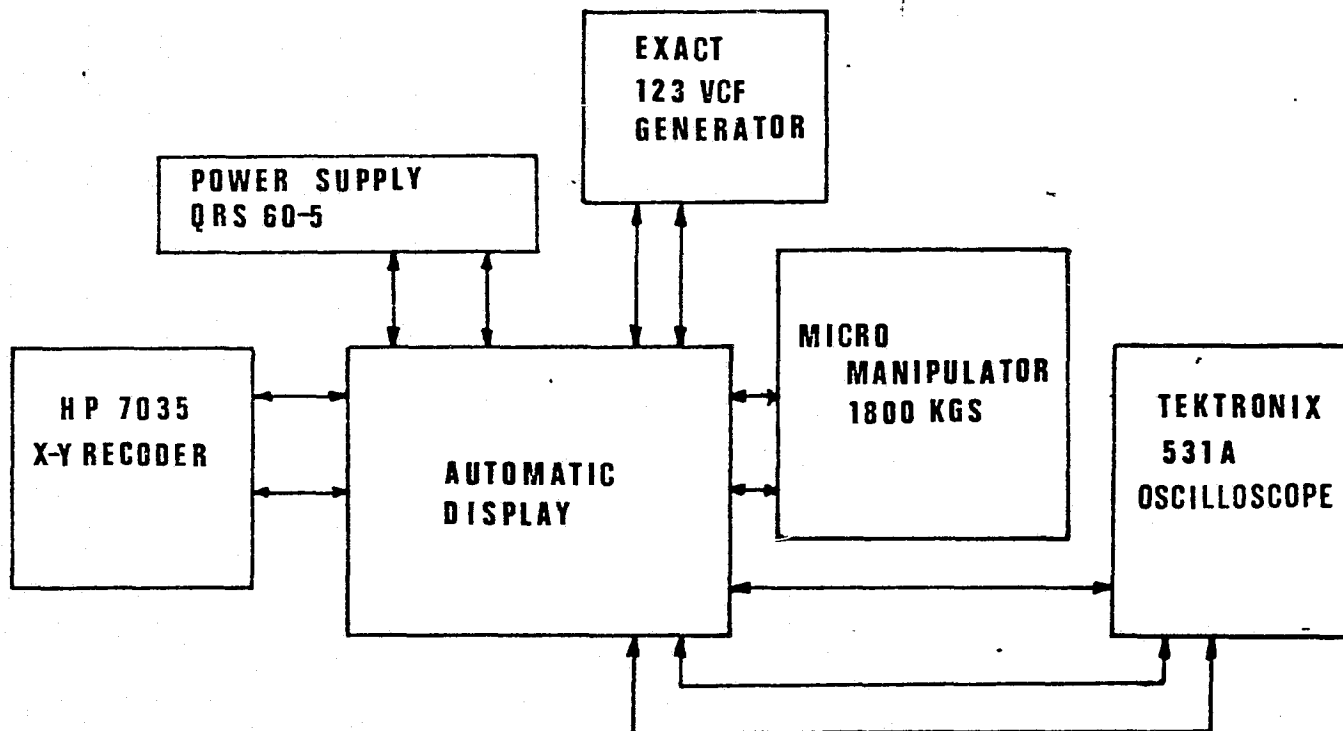 EXACT
123 VCF
GENERATOR
POWER SUPPLY
QRS 60-5
MICRO
MANIPULATOR
1800 KGS
HP 7035
X-Y RECODER
AUTOMATIC
DISPLAY
TEKTRONIX
531A
OSCILLOSCOPE